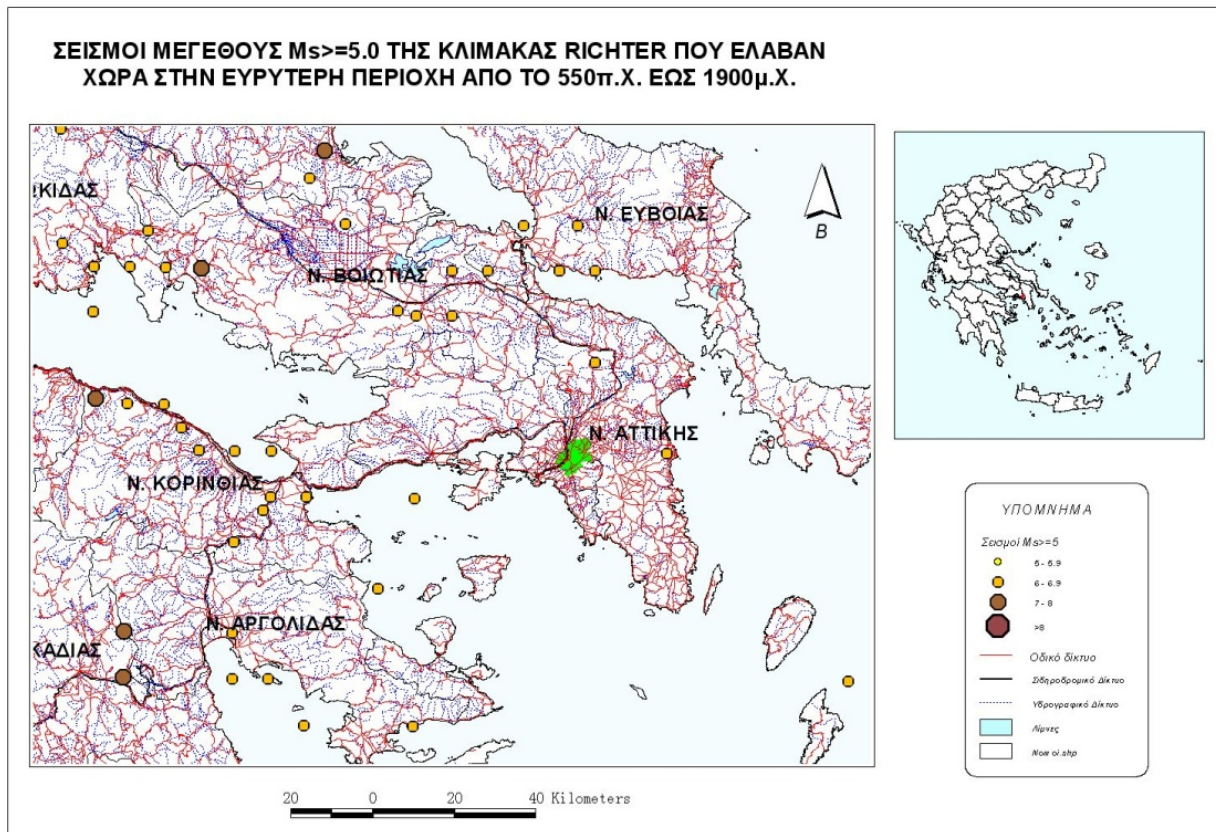 ΣΕΙΣΜΟΙ ΜΕΓΕΘΟΥΣ Ms>=5.0 ΤΗΣ ΚΛΙΜΑΚΑΣ RICHTER ΠΟΥ ΕΛΑΒΑΝ
ΧΩΡΑ ΣΤΗΝ ΕΥΡΥΤΕΡΗ ΠΕΡΙΟΧΗ ΑΠΟ ΤΟ 550π.Χ. ΕΩΣ 1900μ.Χ.
ΚΙΔΑΣ
Ν. ΕΥΒΟΙΑΣ
Β
Ν. ΒΟΙΩΤΙΑΣ
Ν. ΑΤΤΙΚΗΣ
Ν. ΚΟΡΙΝΘΙΑΣ
Ν. ΑΡΓΟΛΙΔΑΣ
ΚΑΔΙΑΣ
ΥΠΟΜΝΗΜΑ
Σεισμοί Ms>=5
5 - 5.9
6 - 6.9
7 - 8
>8
Οδικό δίκτυο
Σιδηροδρομικό Δίκτυο
Υδρογραφικό Δίκτυο
Λίμνες
Nomoi.shp
20 0 20 40 Kilometers